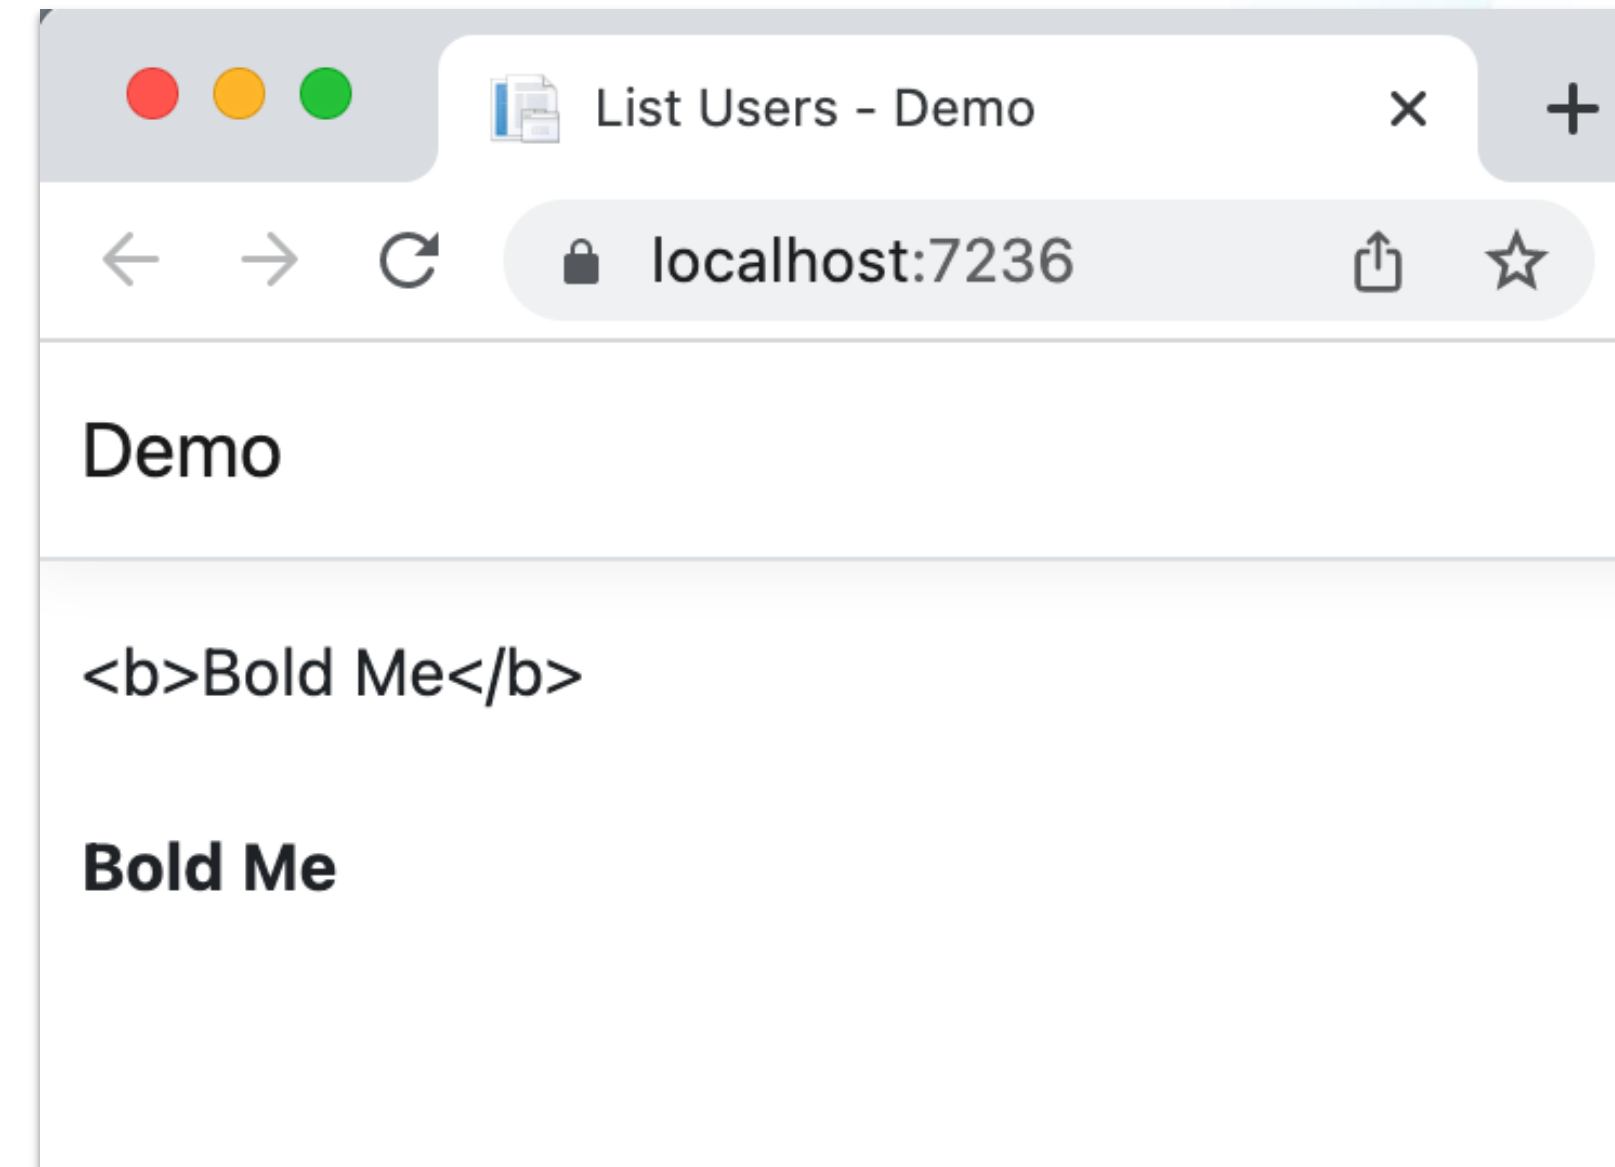 List Users - Demo
localhost:7236
Demo
<b>Bold Me</b>
Bold Me